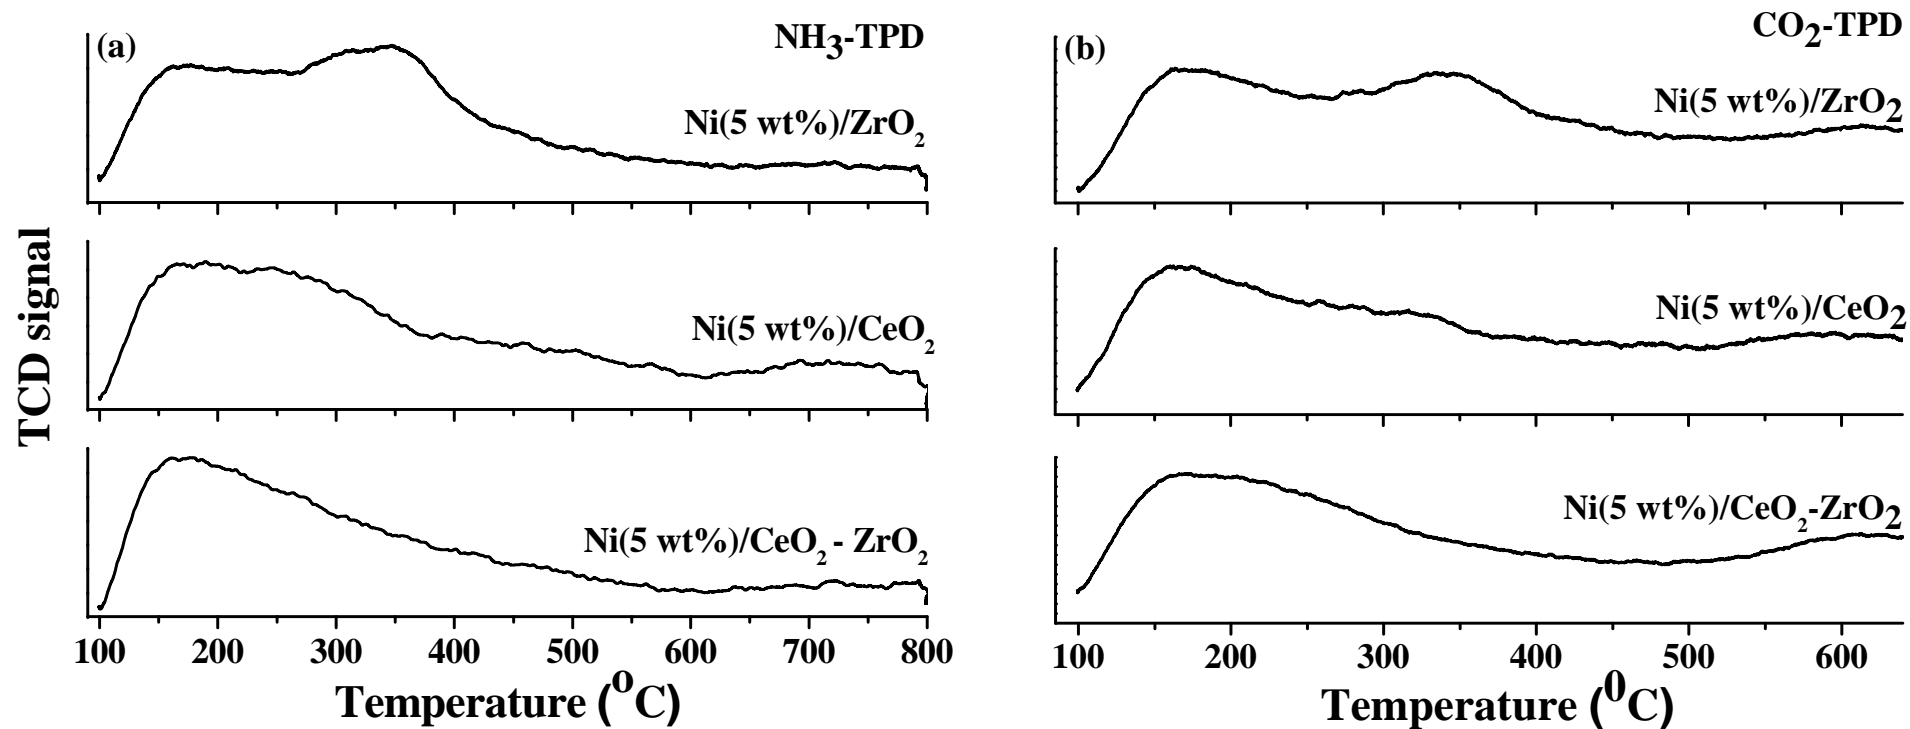 (a)
NH3-TPD
Ni(5 wt%)/ZrO2
Ni(5 wt%)/CeO2
Ni(5 wt%)/CeO2 - ZrO2
TCD signal
100 200 300 400 500 600 700 800
Temperature (oC)
(b)
CO2-TPD
Ni(5 wt%)/ZrO2
Ni(5 wt%)/CeO2
Ni(5 wt%)/CeO2-ZrO2
100 200 300 400 500 600
Temperature (0C)